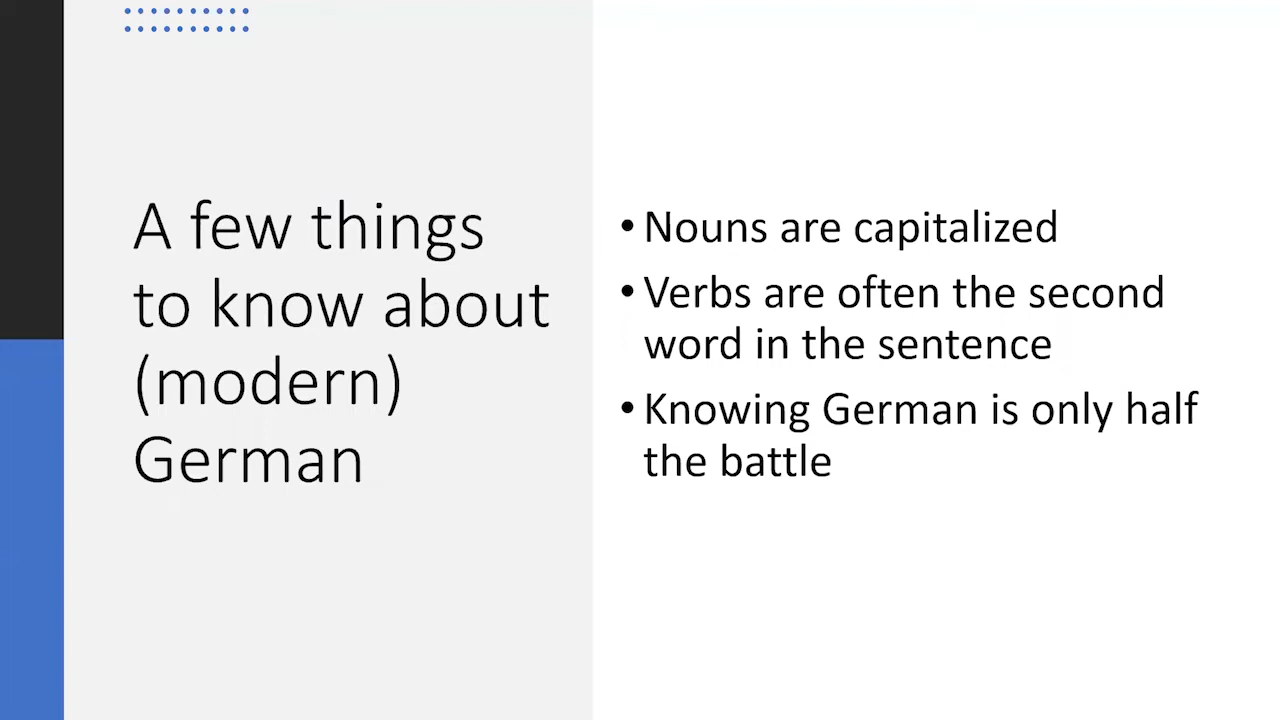 A few things
to know about
(modern)
German
• Nouns are capitalized
• Verbs are often the second
word in the sentence
• Knowing German is only half
the battle